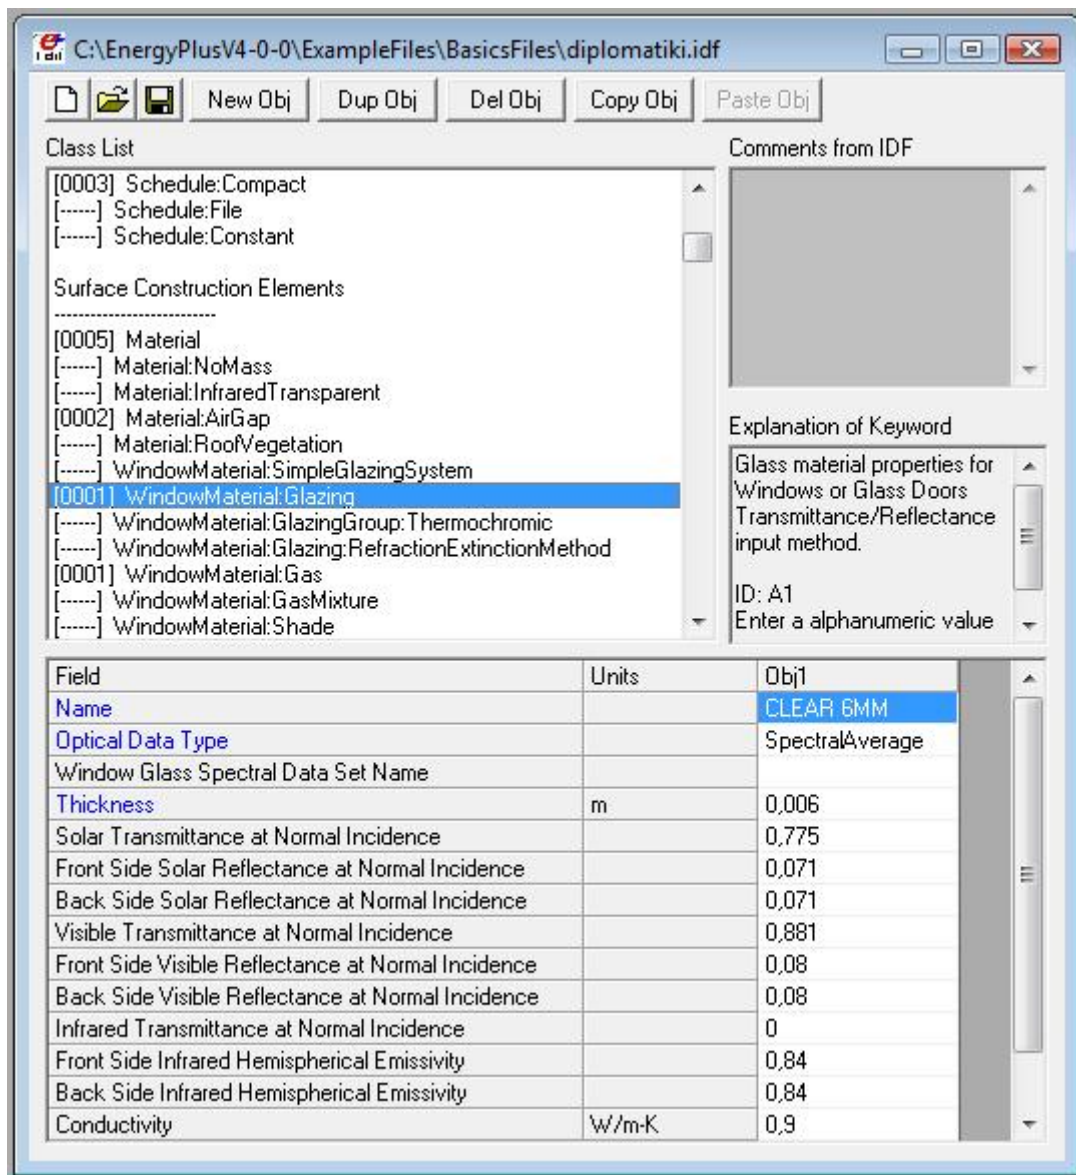 C:\EnergyPlusV4-0-0\ExampleFiles\BasicsFiles\diplomatiki.idf
New Obj Dup Obj Del Obj Copy Obj Paste Obj
Class List
[0003] Schedule:Compact
[------] Schedule:File
[------] Schedule:Constant
Surface Construction Elements
---------------------------
[0005] Material
[------] Material:NoMass
[------] Material:InfraredTransparent
[0002] Material:AirGap
[------] Material:RoofVegetation
[------] WindowMaterial:SimpleGlazingSystem
[0001] WindowMaterial:Glazing
[------] WindowMaterial:GlazingGroup:Thermochromic
[------] WindowMaterial:Glazing:RefractionExtinctionMethod
[0001] WindowMaterial:Gas
[------] WindowMaterial:GasMixture
[------] WindowMaterial:Shade
Comments from IDF
Explanation of Keyword
Glass material properties for
Windows or Glass Doors
Transmittance/Reflectance
input method.
ID: A1
Enter a alphanumeric value
Field Units Obj1
Name CLEAR 6MM
Optical Data Type SpectralAverage
Window Glass Spectral Data Set Name
Thickness m 0,006
Solar Transmittance at Normal Incidence 0,775
Front Side Solar Reflectance at Normal Incidence 0,071
Back Side Solar Reflectance at Normal Incidence 0,071
Visible Transmittance at Normal Incidence 0,881
Front Side Visible Reflectance at Normal Incidence 0,08
Back Side Visible Reflectance at Normal Incidence 0,08
Infrared Transmittance at Normal Incidence 0
Front Side Infrared Hemispherical Emissivity 0,84
Back Side Infrared Hemispherical Emissivity 0,84
Conductivity W/m-K 0,9